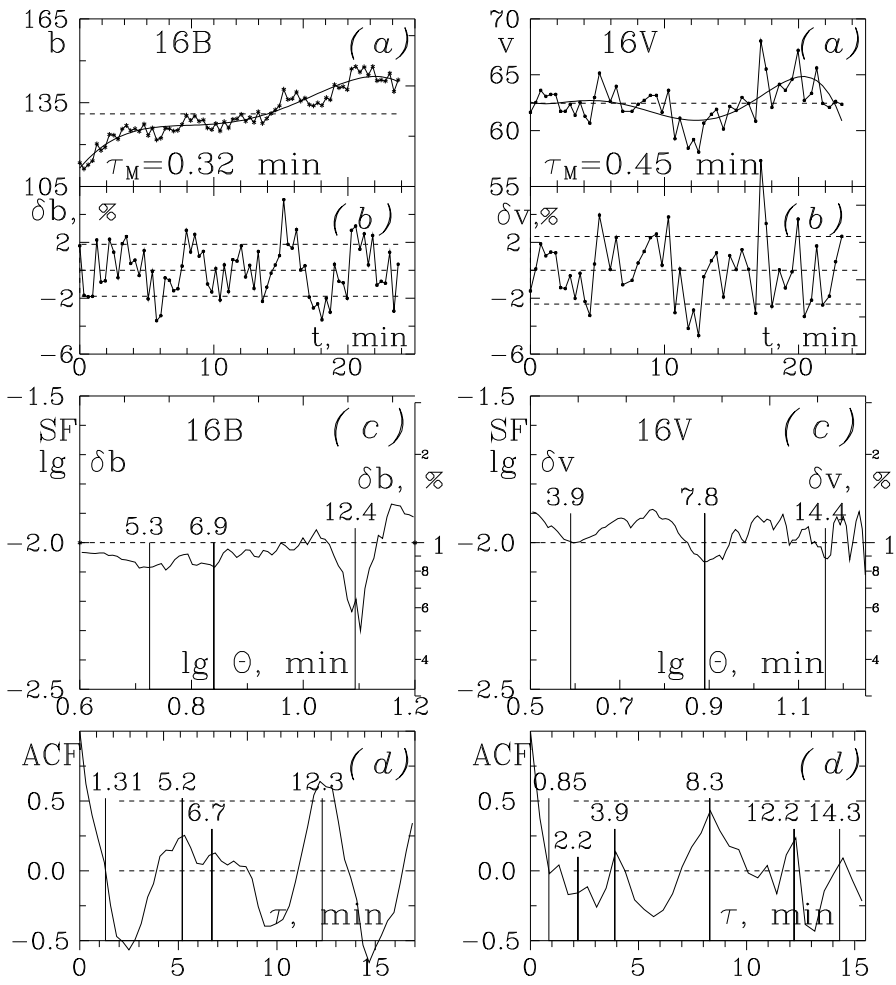 165
b
16B
(a)
135
τM=0.32 min
105
δb, %
(b)
2
−2
t, min
−6
0 10 20
70
v
16V
(a)
65
60
τM=0.45 min
55
δv,%
(b)
2
−2
t, min
−6
0 10 20
−1.5
SF
16B
(c)
lg δb
δb, %
2
5.3 6.9 12.4
−2.0
1
8
6
4
lg Θ, min
−2.5
0.6 0.8 1.0 1.2
−1.5
SF
16V
(c)
lg δv
δv, %
2
3.9 7.8 14.4
−2.0
1
8
6
4
lg Θ, min
−2.5
0.5 0.7 0.9 1.1
ACF
(d)
1.31 5.2 12.3
0.5
6.7
0.0
τ, min
−0.5
0 5 10 15
ACF
(d)
0.85 8.3
0.5
3.9 12.2 14.3
2.2
0.0
τ, min
−0.5
0 5 10 15